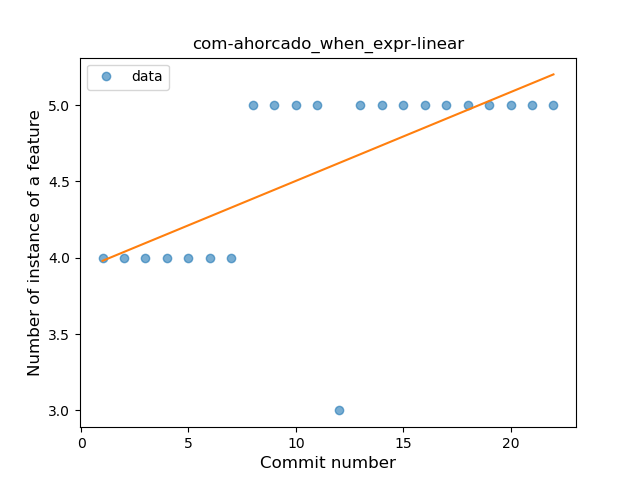 com-ahorcado_when_expr-linear
data
Number of instance of a feature
5.0
4.5
4.0
3.5
3.0
0 5 10 15 20
Commit number